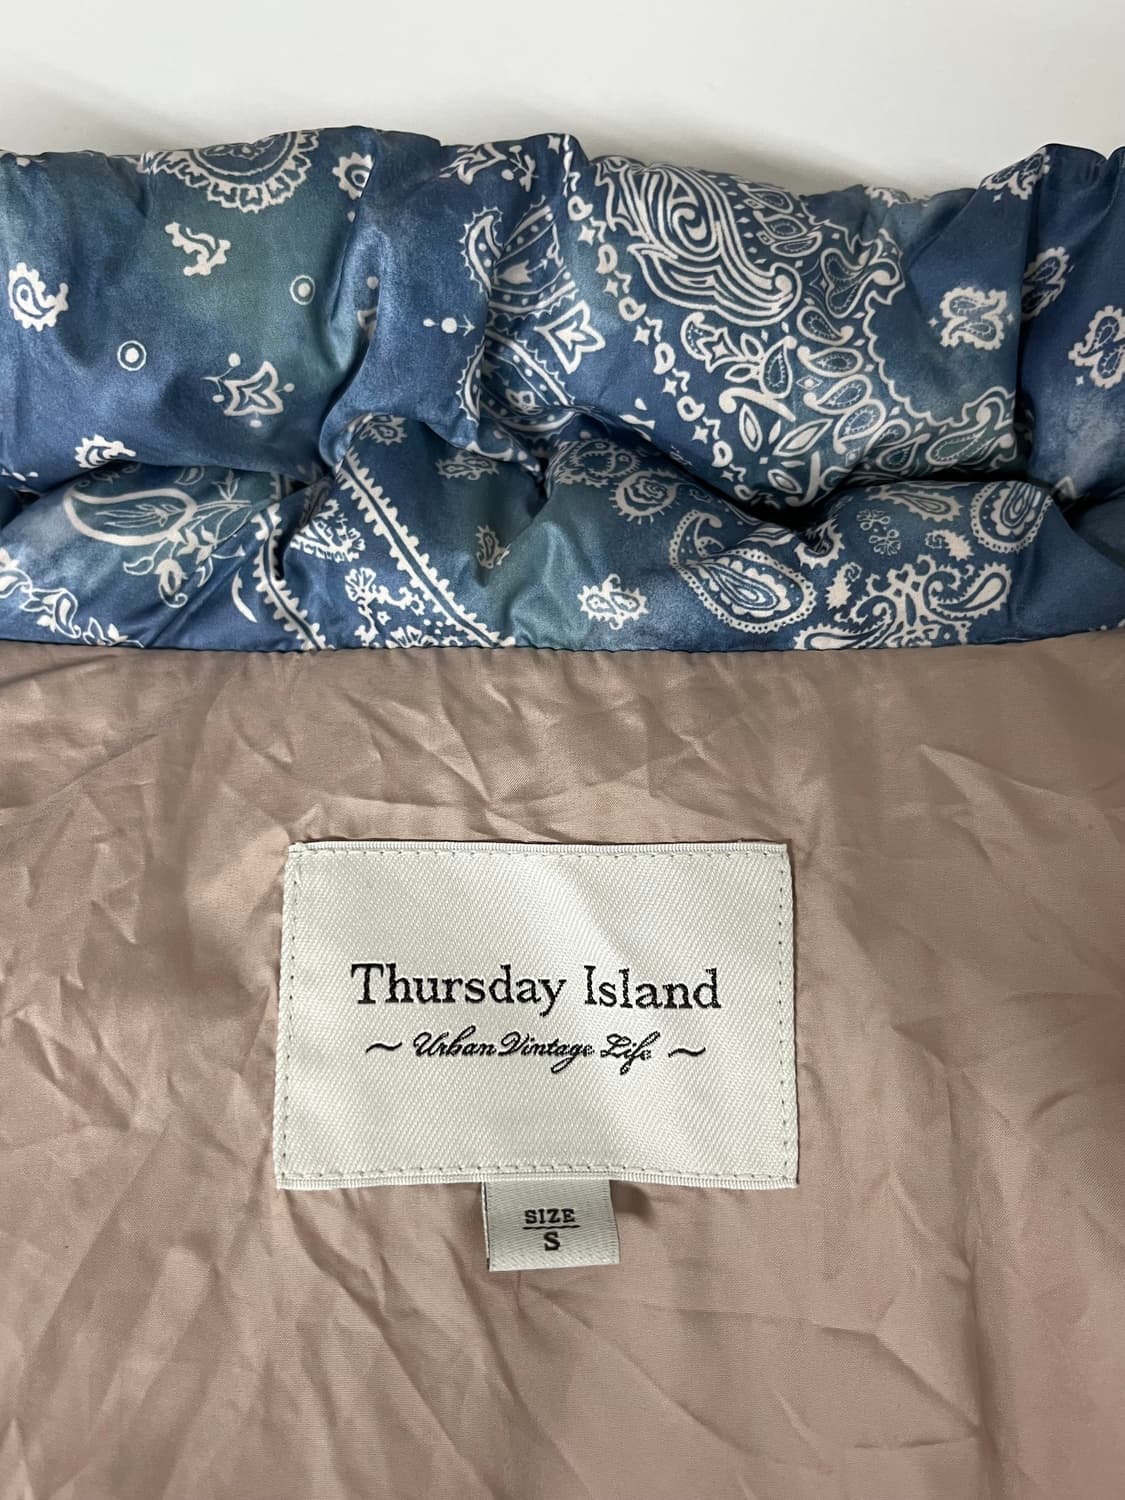 Thursday Island
~ Urban Vintage Life ~
SIZE
S